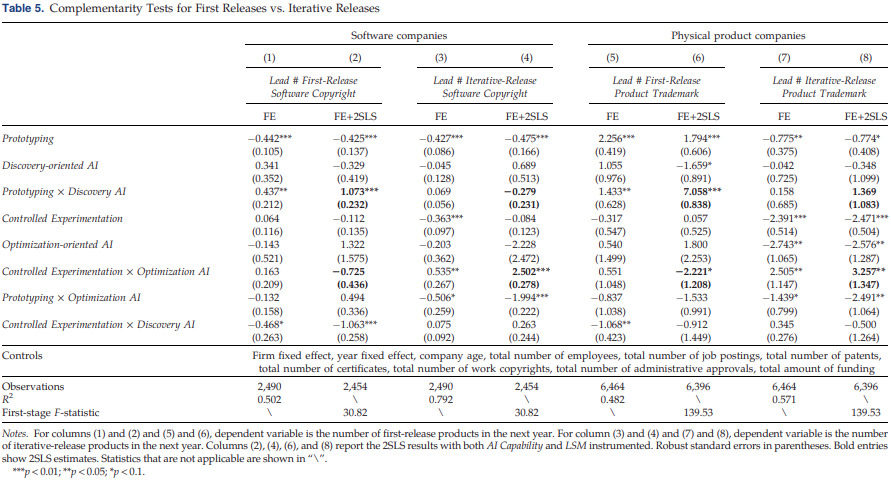 Table 5. Complementarity Tests for First Releases vs. Iterative Releases
Software companies Physical product companies
(1) (2) (3) (4) (5) (6) (7) (8)
Lead # First-Release Lead # Iterative-Release Lead # First-Release Lead # Iterative-Release
Software Copyright Software Copyright Product Trademark Product Trademark
FE FE+2SLS FE FE+2SLS FE FE+2SLS FE FE+2SLS
Prototyping −0.442*** −0.425*** −0.427*** −0.475*** 2.256*** 1.794*** −0.775** −0.774*
(0.105) (0.137) (0.086) (0.166) (0.419) (0.606) (0.375) (0.408)
Discovery-oriented AI 0.341 −0.329 −0.045 0.689 1.055 −1.659* −0.042 −0.348
(0.352) (0.419) (0.128) (0.513) (0.976) (0.891) (0.725) (1.099)
Prototyping × Discovery AI 0.437** 1.073*** 0.069 −0.279 1.433** 7.058*** 0.158 1.369
(0.212) (0.232) (0.056) (0.231) (0.628) (0.838) (0.685) (1.083)
Controlled Experimentation 0.064 −0.112 −0.363*** −0.084 −0.317 0.057 −2.391*** −2.471***
(0.116) (0.135) (0.097) (0.123) (0.547) (0.525) (0.514) (0.504)
Optimization-oriented AI −0.143 1.322 −0.203 −2.228 0.540 1.800 −2.743** −2.576**
(0.521) (1.575) (0.362) (2.472) (1.499) (2.253) (1.065) (1.287)
Controlled Experimentation × Optimization AI 0.163 −0.725 0.535** 2.502*** 0.551 −2.221* 2.505** 3.257**
(0.209) (0.436) (0.267) (0.278) (1.048) (1.208) (1.147) (1.347)
Prototyping × Optimization AI −0.132 0.494 −0.506* −1.994*** −0.837 −1.533 −1.439* −2.491**
(0.158) (0.336) (0.259) (0.222) (1.038) (0.991) (0.799) (1.064)
Controlled Experimentation × Discovery AI −0.468* −1.063*** 0.075 0.263 −1.068** −0.912 0.345 −0.500
(0.263) (0.258) (0.092) (0.244) (0.423) (1.449) (0.276) (1.264)
Controls Firm fixed effect, year fixed effect, company age, total number of employees, total number of job postings, total number of patents,
total number of certificates, total number of work copyrights, total number of administrative approvals, total amount of funding
Observations 2,490 2,454 2,490 2,454 6,464 6,396 6,464 6,396
R2 0.502 \ 0.792 \ 0.482 \ 0.571 \
First-stage F-statistic \ 30.82 \ 30.82 \ 139.53 \ 139.53
Notes. For columns (1) and (2) and (5) and (6), dependent variable is the number of first-release products in the next year. For column (3) and (4) and (7) and (8), dependent variable is the number
of iterative-release products in the next year. Columns (2), (4), (6), and (8) report the 2SLS results with both AI Capability and LSM instrumented. Robust standard errors in parentheses. Bold entries
show 2SLS estimates. Statistics that are not applicable are shown in “\”.
***p < 0.01; **p < 0.05; *p < 0.1.